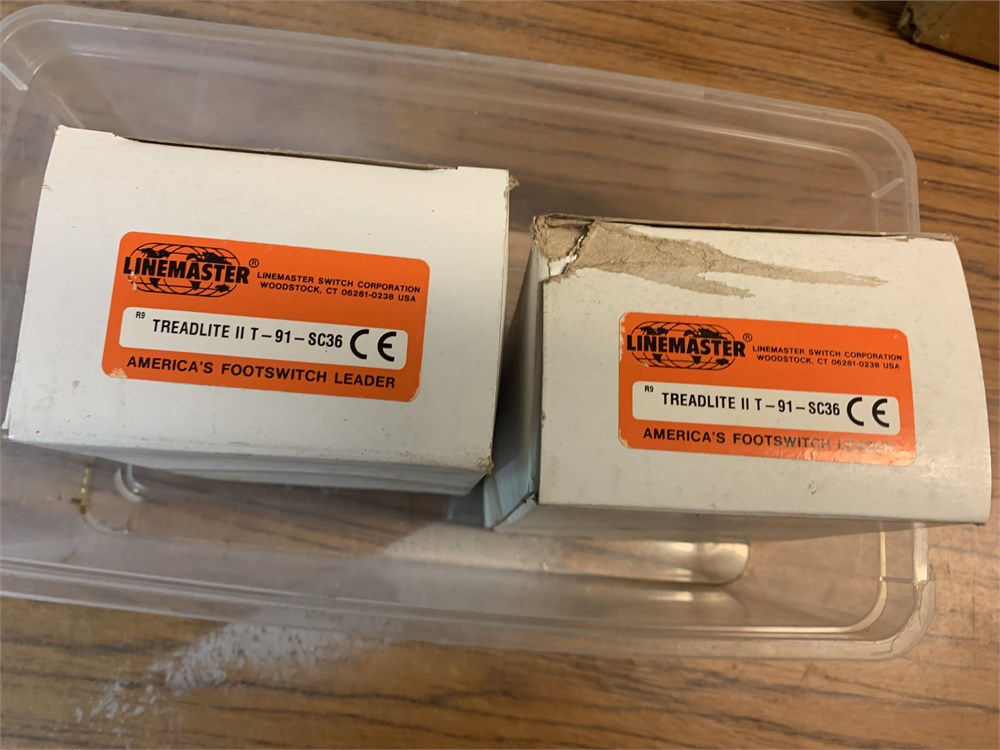 LINEMASTER®
LINEMASTER SWITCH CORPORATION
WOODSTOCK, CT 06281-0238 USA
R9 TREADLITE II T-91-SC36 CE
AMERICA'S FOOTSWITCH LEADER
LINEMASTER®
LINEMASTER SWITCH CORPORATION
WOODSTOCK, CT 06281-0238 USA
R9 TREADLITE II T-91-SC36 CE
AMERICA'S FOOTSWITCH LEADER